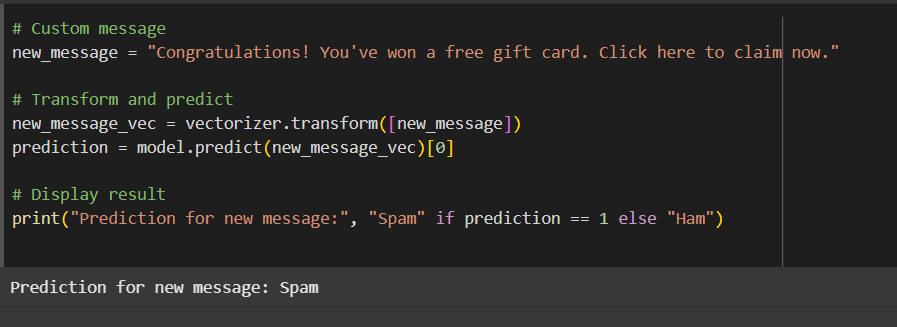 # Custom message
new_message = "Congratulations! You've won a free gift card. Click here to claim now."
# Transform and predict
new_message_vec = vectorizer.transform([new_message])
prediction = model.predict(new_message_vec)[0]
# Display result
print("Prediction for new message:", "Spam" if prediction == 1 else "Ham")
Prediction for new message: Spam